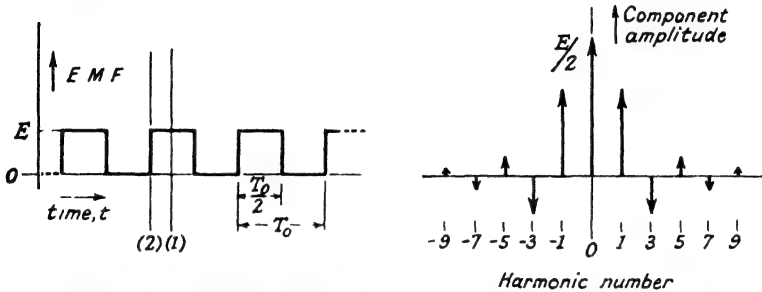 E M F
E
0
time, t
(2) (1)
T₀/2
T₀
Component
amplitude
E/2
-9 -7 -5 -3 -1 0 1 3 5 7 9
Harmonic number